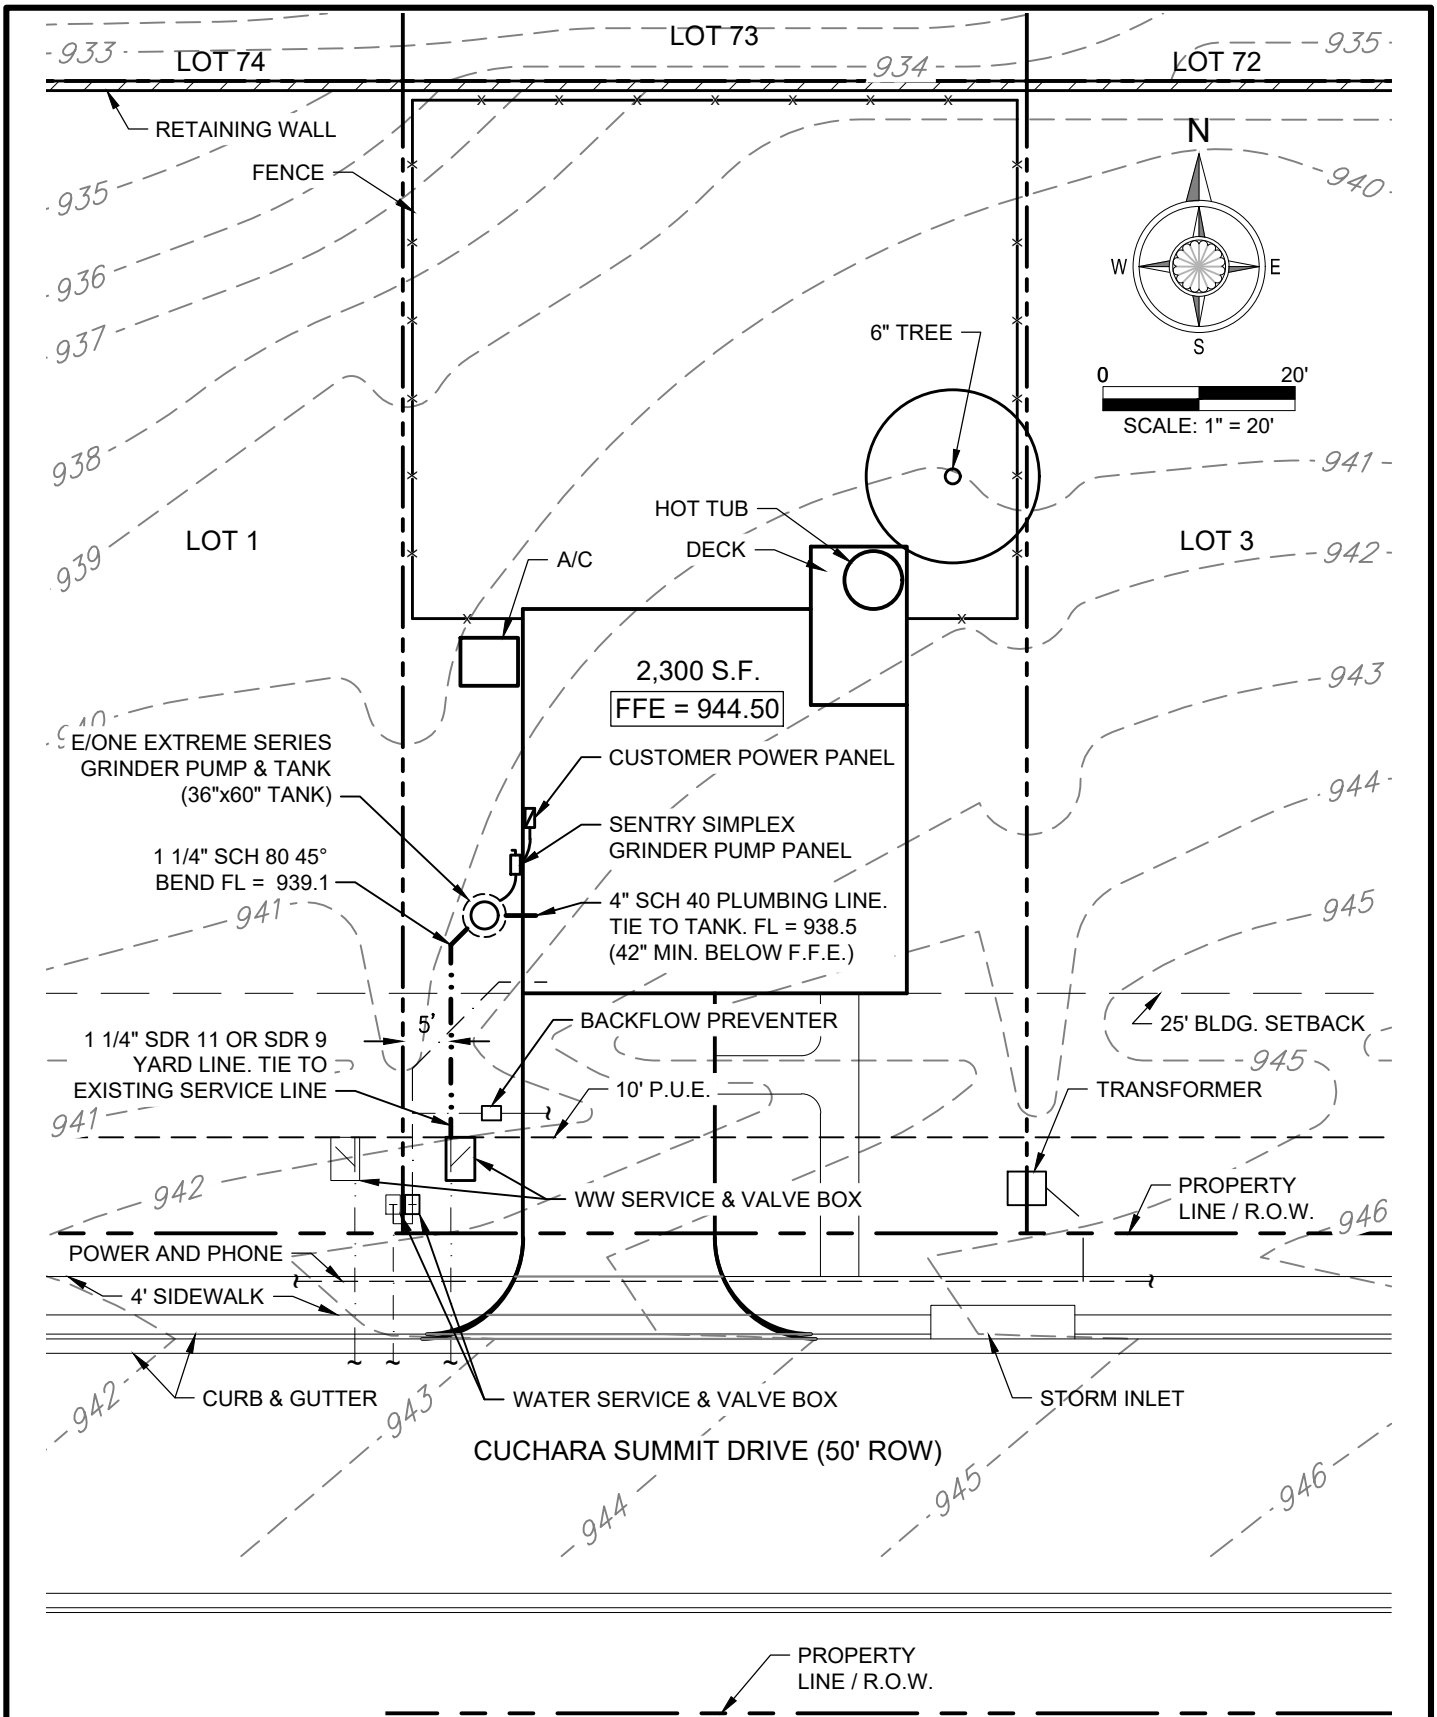 LOT 73
933
LOT 74
934
LOT 72
935
RETAINING WALL
N
FENCE
935
940
W
E
936
S
937
6" TREE
0
20'
SCALE: 1" = 20'
938
941
HOT TUB
LOT 1
DECK
LOT 3
942
A/C
939
2,300 S.F.
FFE = 944.50
943
940
E/ONE EXTREME SERIES
GRINDER PUMP & TANK
(36"x60" TANK)
CUSTOMER POWER PANEL
944
SENTRY SIMPLEX
GRINDER PUMP PANEL
1 1/4" SCH 80 45°
BEND FL = 939.1
4" SCH 40 PLUMBING LINE.
TIE TO TANK. FL = 938.5
(42" MIN. BELOW F.F.E.)
941
945
5'
BACKFLOW PREVENTER
25' BLDG. SETBACK
1 1/4" SDR 11 OR SDR 9
YARD LINE. TIE TO
EXISTING SERVICE LINE
945
10' P.U.E.
TRANSFORMER
941
942
WW SERVICE & VALVE BOX
PROPERTY
LINE / R.O.W.
946
POWER AND PHONE
4' SIDEWALK
942
CURB & GUTTER
943
WATER SERVICE & VALVE BOX
STORM INLET
CUCHARA SUMMIT DRIVE (50' ROW)
944
945
946
PROPERTY
LINE / R.O.W.